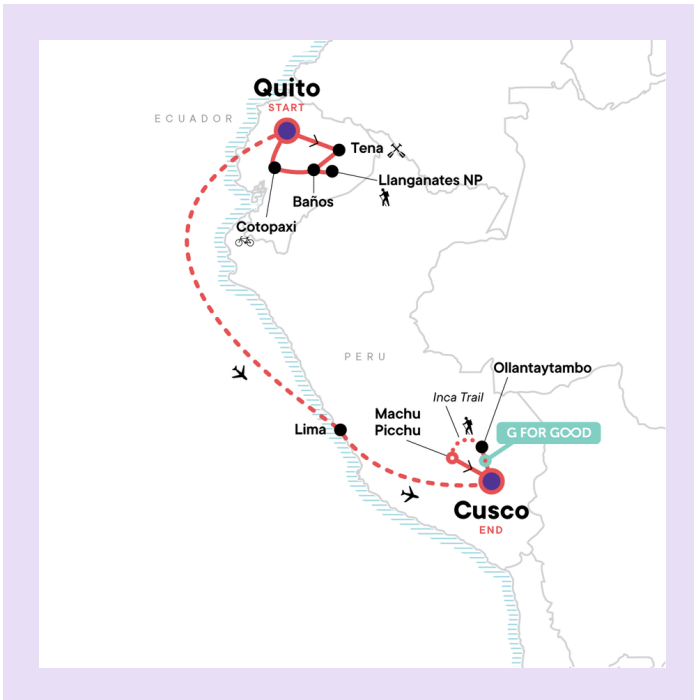 Quito
START
ECUADOR
Tena
Llanganates NP
Baños
Cotopaxi
PERU
Ollantaytambo
Inca Trail
Machu
Picchu
Lima
G FOR GOOD
Cusco
END